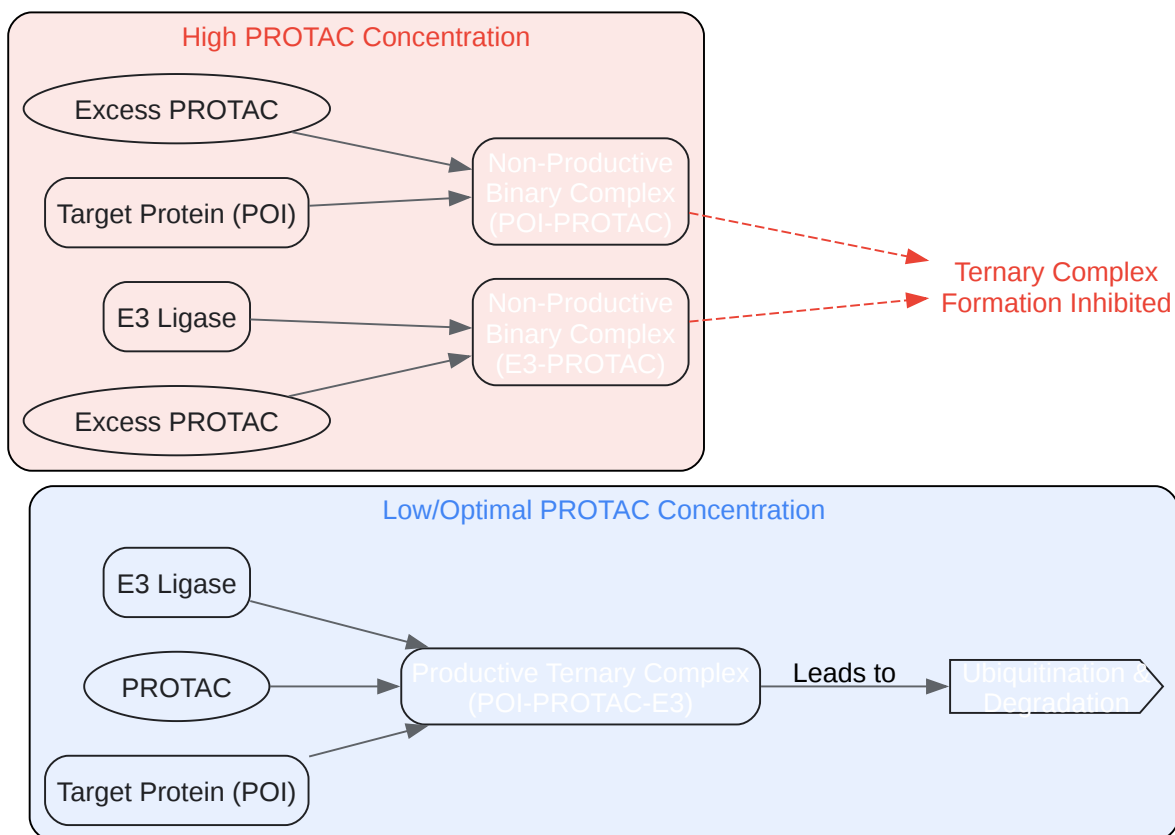 High PROTAC Concentration
Excess PROTAC
Target Protein (POI)
E3 Ligase
Excess PROTAC
Non-Productive
Binary Complex
(POI-PROTAC)
Non-Productive
Binary Complex
(E3-PROTAC)
Ternary Complex
Formation Inhibited
Low/Optimal PROTAC Concentration
E3 Ligase
PROTAC
Target Protein (POI)
Productive Ternary Complex
(POI-PROTAC-E3)
Leads to
Ubiquitination &
Degradation